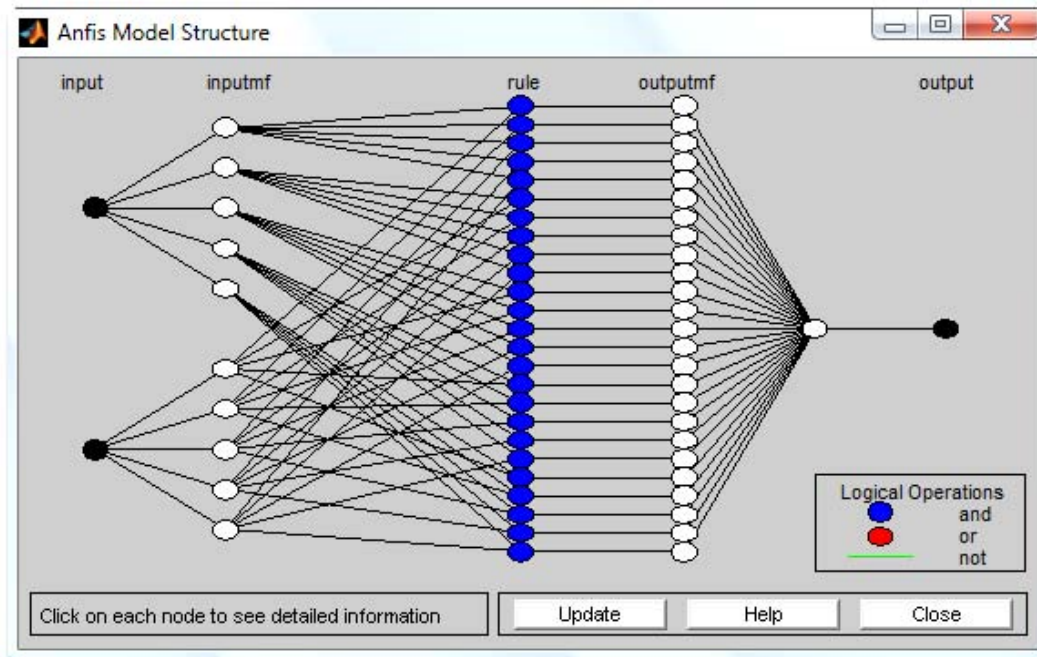 Anfis Model Structure
input inputmf rule outputmf output
Logical Operations
and
or
not
Click on each node to see detailed information
Update Help Close